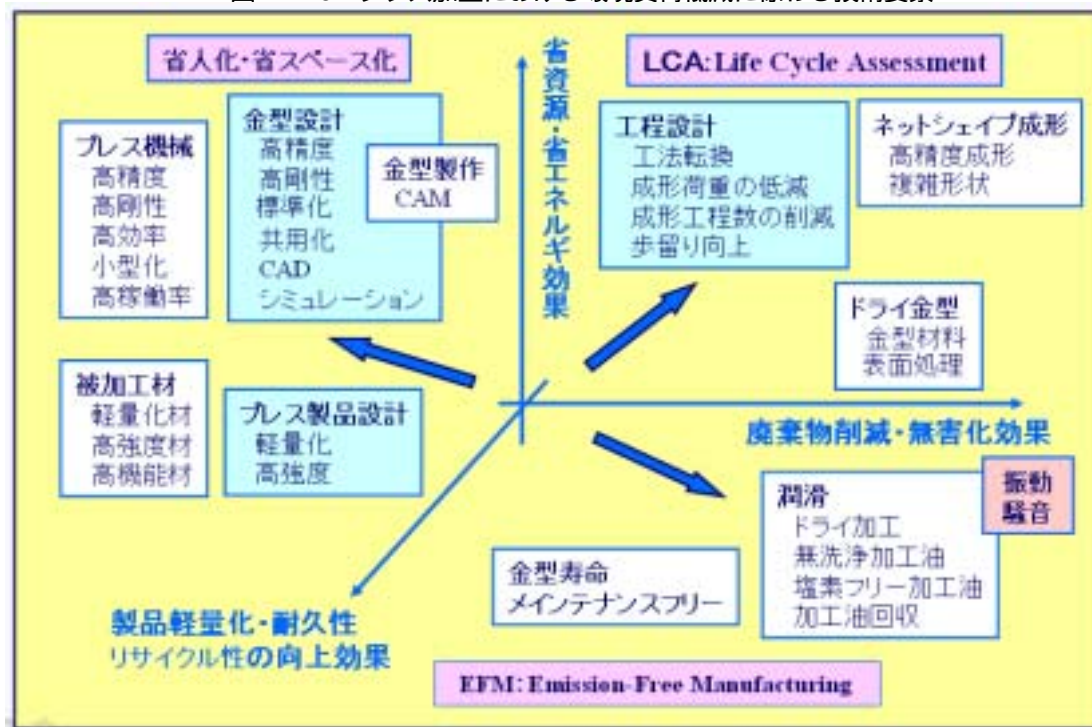 省人化・省スペース化
プレス機械
高精度
高剛性
高効率
小型化
高稼働率
金型設計
高精度
高剛性
標準化
共用化
CAD
シミュレーション
金型製作
CAM
被加工材
軽量化材
高強度材
高機能材
プレス製品設計
軽量化
高強度
省資源・省エネルギ効果
LCA:Life Cycle Assessment
工程設計
工法転換
成形荷重の低減
成形工程数の削減
歩留り向上
ネットシェイプ成形
高精度成形
複雑形状
ドライ金型
金型材料
表面処理
廃棄物削減・無害化効果
潤滑
ドライ加工
無洗浄加工油
塩素フリー加工油
加工油回収
振動
騒音
金型寿命
メインテナンスフリー
製品軽量化・耐久性
リサイクル性の向上効果
EFM:Emission-Free Manufacturing